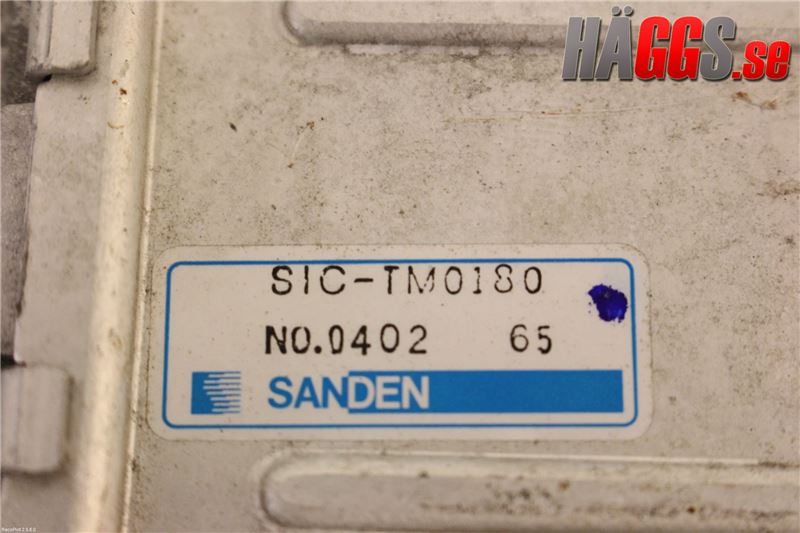 HÄGGS.se
SIC-TM0180
NO.0402 65
SANDEN